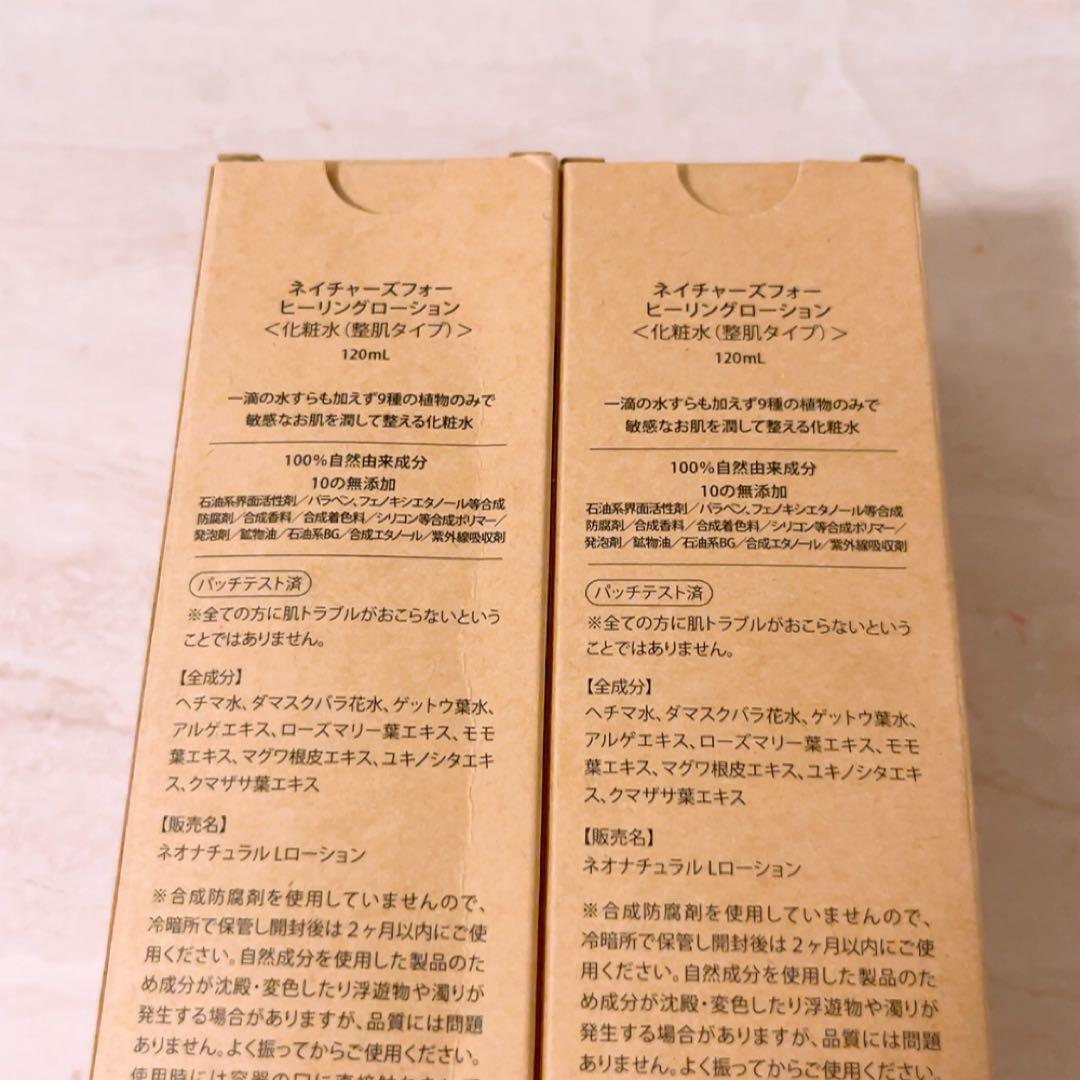 ネイチャーズフォー
ヒーリングローション
＜化粧水（整肌タイプ）＞
120mL
一滴の水すらも加えず9種の植物のみで
敏感なお肌を潤して整える化粧水
100%自然由来成分
10の無添加
石油系界面活性剤／パラベン、フェノキシエタノール等合成
防腐剤／合成香料／合成着色料／シリコン等合成ポリマー／
発泡剤／鉱物油／石油系BG／合成エタノール／紫外線吸収剤
パッチテスト済
※全ての方に肌トラブルがおこらないという
ことではありません。
【全成分】
ヘチマ水、ダマスクバラ花水、ゲットウ葉水、
アルゲエキス、ローズマリー葉エキス、モモ
葉エキス、マグワ根皮エキス、ユキノシタエキ
ス、クマザサ葉エキス
【販売名】
ネオナチュラル Lローション
※合成防腐剤を使用していませんので、
冷暗所で保管し開封後は２ヶ月以内にご使
用ください。自然成分を使用した製品のた
め成分が沈殿・変色したり浮遊物や濁りが
発生する場合がありますが、品質には問題
ありません。よく振ってからご使用ください。
使用時には容器の口に直接触れ
ネイチャーズフォー
ヒーリングローション
＜化粧水（整肌タイプ）＞
120mL
一滴の水すらも加えず9種の植物のみで
敏感なお肌を潤して整える化粧水
100%自然由来成分
10の無添加
石油系界面活性剤／パラベン、フェノキシエタノール等合成
防腐剤／合成香料／合成着色料／シリコン等合成ポリマー／
発泡剤／鉱物油／石油系BG／合成エタノール／紫外線吸収剤
パッチテスト済
※全ての方に肌トラブルがおこらないという
ことではありません。
【全成分】
ヘチマ水、ダマスクバラ花水、ゲットウ葉水、
アルゲエキス、ローズマリー葉エキス、モモ
葉エキス、マグワ根皮エキス、ユキノシタエキ
ス、クマザサ葉エキス
【販売名】
ネオナチュラル Lローション
※合成防腐剤を使用していませんので、
冷暗所で保管し開封後は２ヶ月以内にご使
用ください。自然成分を使用した製品のた
め成分が沈殿・変色したり浮遊物や濁りが
発生する場合がありますが、品質には問題
ありません。よく振ってからご使用ください。